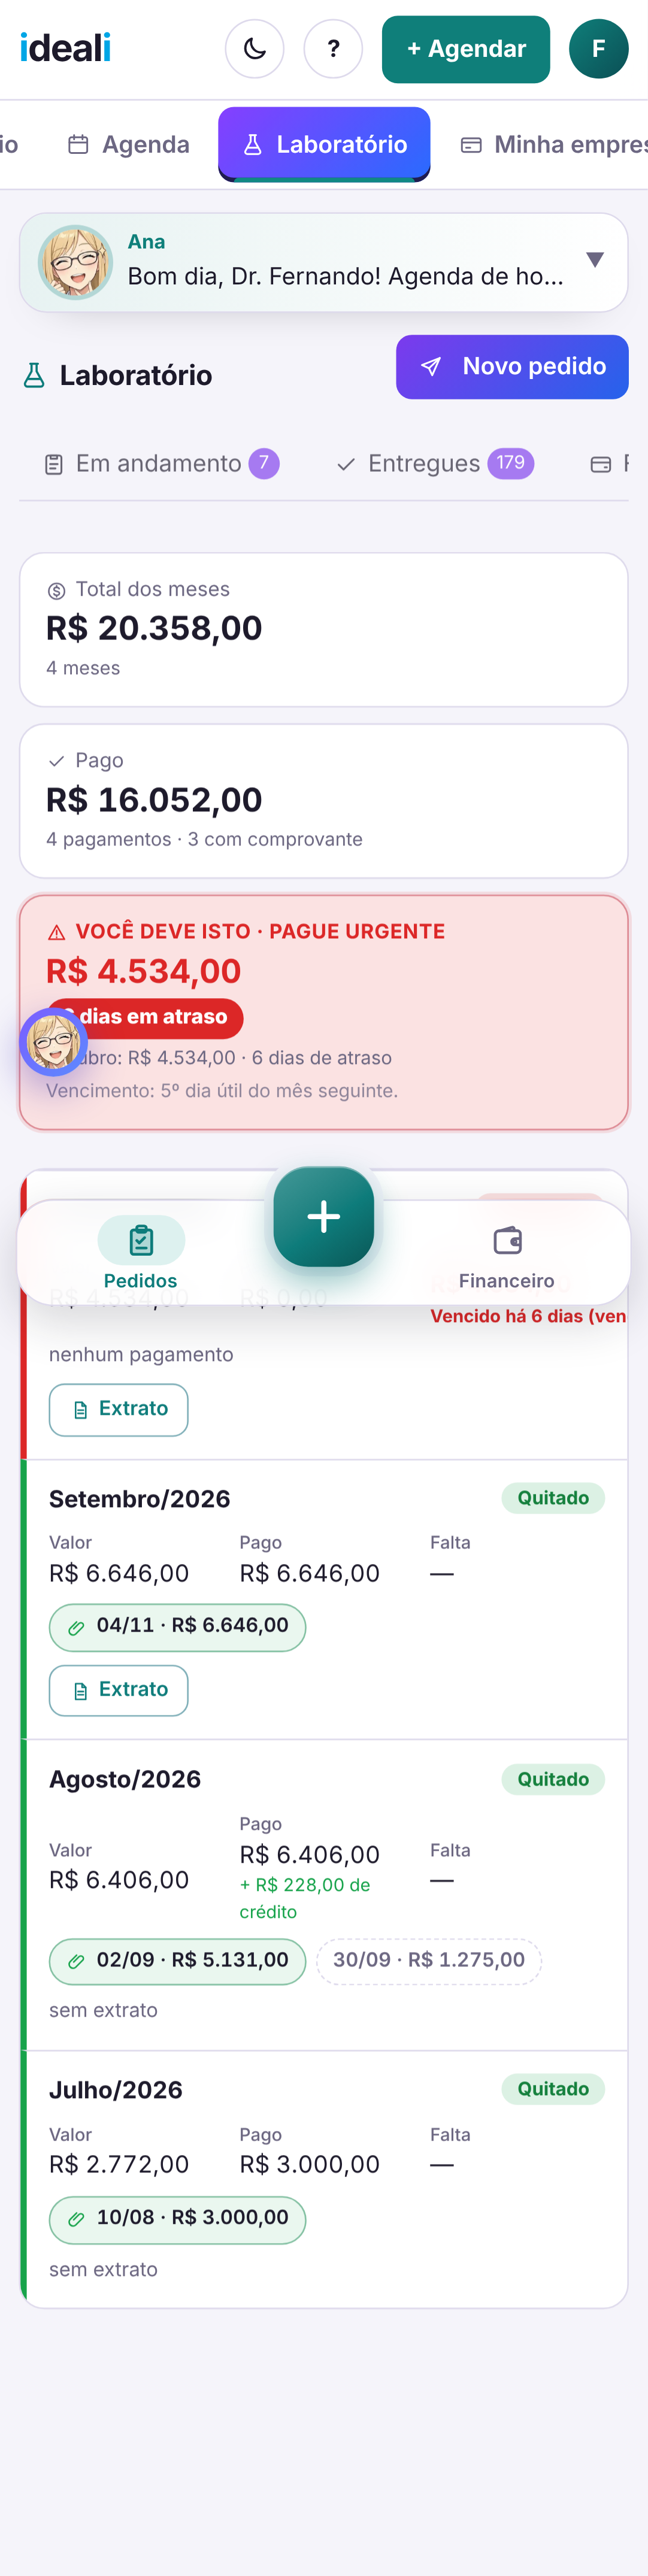 ideali
?
+ Agendar
F
io
Agenda
Laboratório
Minha empres
Ana
Bom dia, Dr. Fernando! Agenda de ho...
Laboratório
Novo pedido
Em andamento 7
Entregues 179
F
Total dos meses
R$ 20.358,00
4 meses
Pago
R$ 16.052,00
4 pagamentos · 3 com comprovante
VOCÊ DEVE ISTO · PAGUE URGENTE
R$ 4.534,00
dias em atraso
ubro: R$ 4.534,00 · 6 dias de atraso
Vencimento: 5º dia útil do mês seguinte.
Pedidos
Financeiro
R$ 4.534,00
R$ 0,00
Vencido há 6 dias (ven
nenhum pagamento
Extrato
Setembro/2026
Quitado
Valor
Pago
Falta
R$ 6.646,00
R$ 6.646,00
—
04/11 · R$ 6.646,00
Extrato
Agosto/2026
Quitado
Valor
Pago
Falta
R$ 6.406,00
R$ 6.406,00
—
+ R$ 228,00 de
crédito
02/09 · R$ 5.131,00
30/09 · R$ 1.275,00
sem extrato
Julho/2026
Quitado
Valor
Pago
Falta
R$ 2.772,00
R$ 3.000,00
—
10/08 · R$ 3.000,00
sem extrato